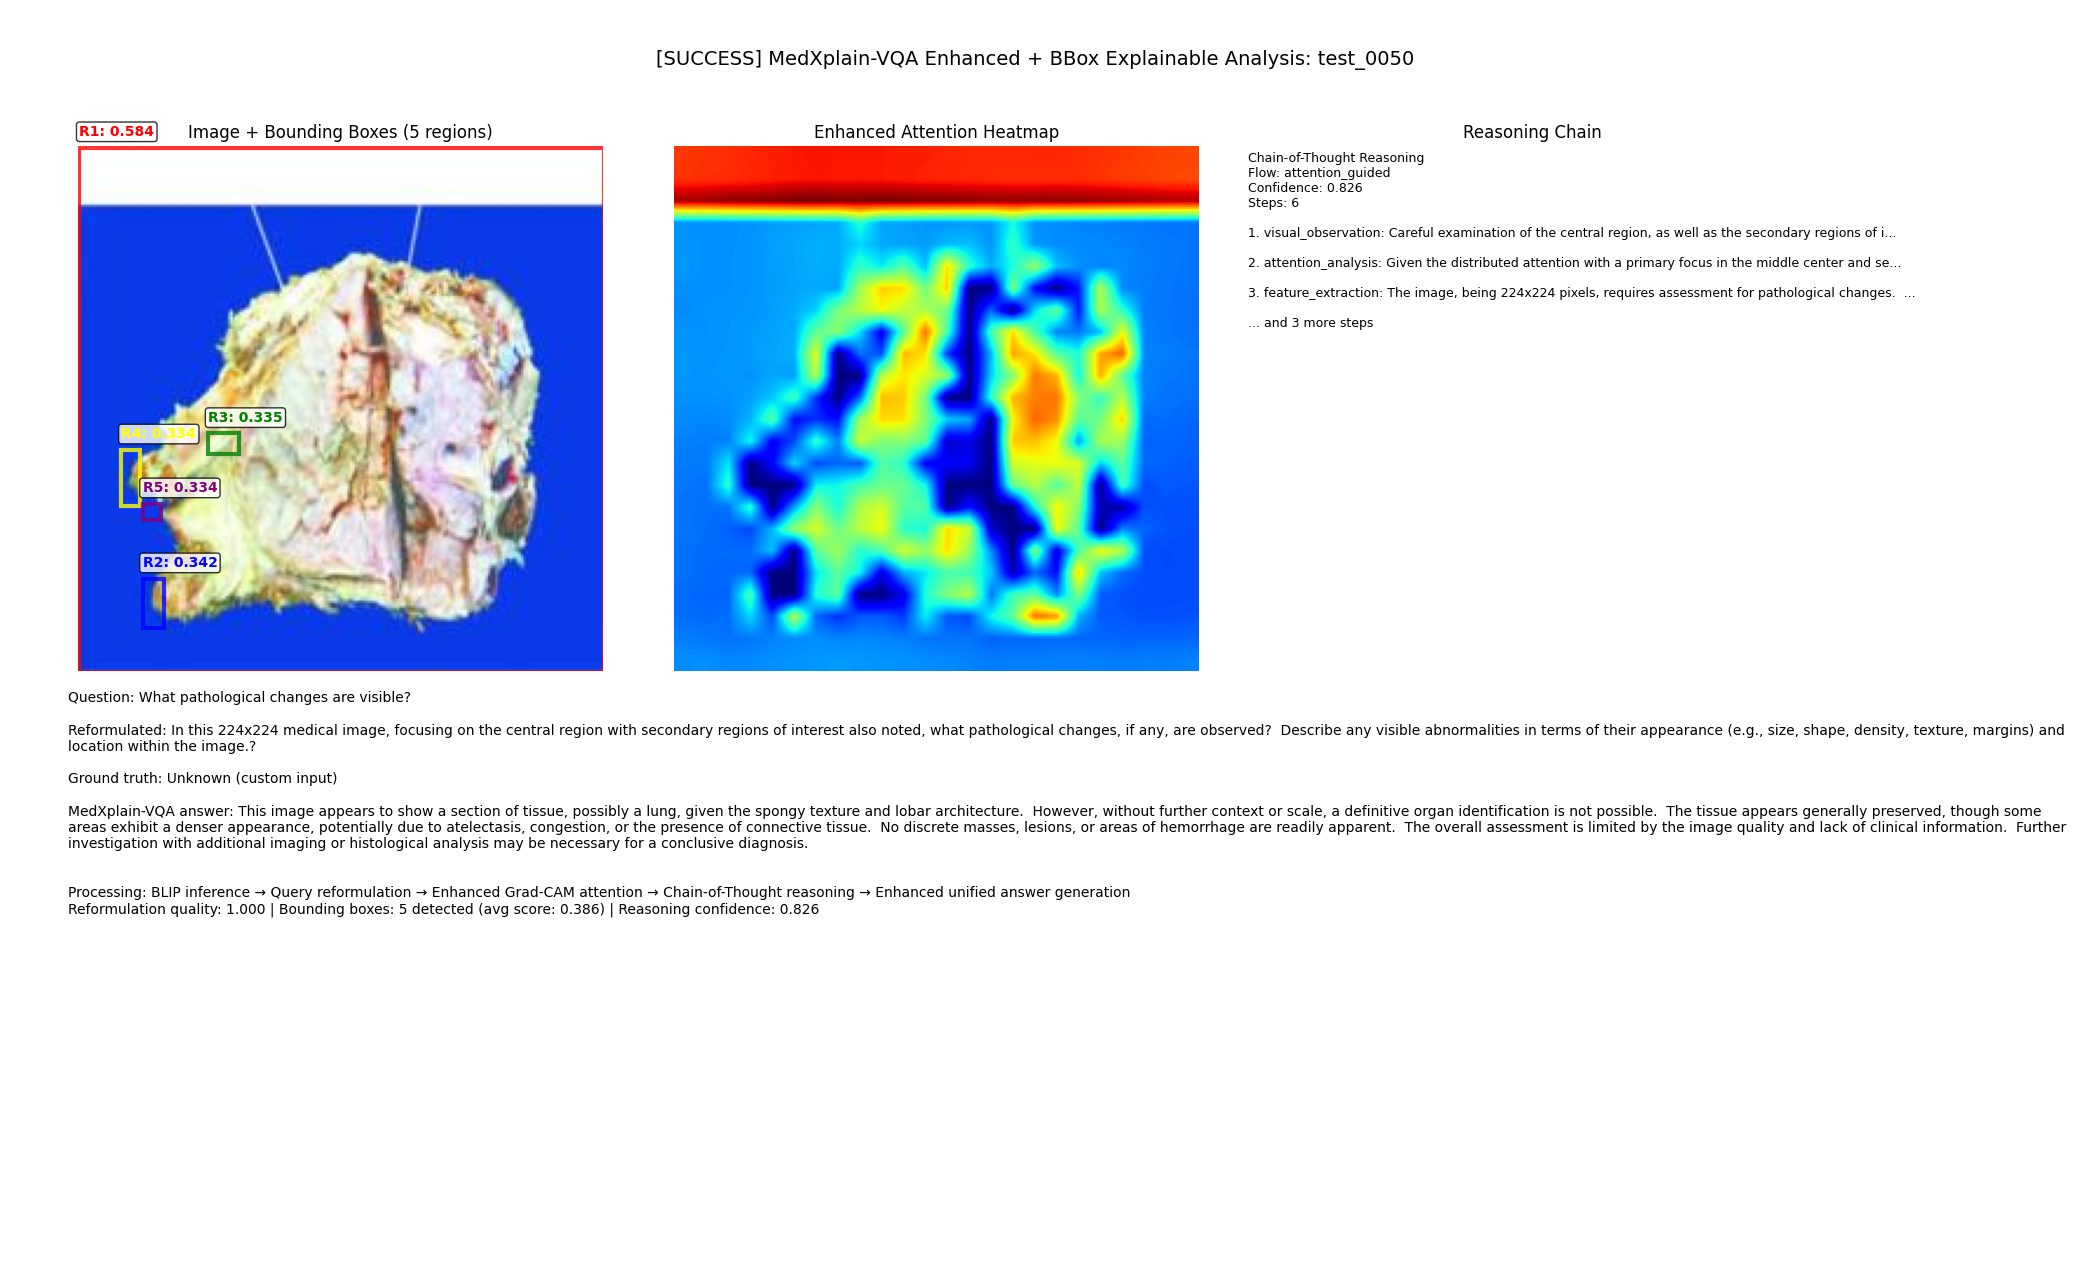 [SUCCESS] MedXplain-VQA Enhanced + BBox Explainable Analysis: test_0050
R1: 0.584
Image + Bounding Boxes (5 regions)
R3: 0.335
R4: 0.334
R5: 0.334
R2: 0.342
Enhanced Attention Heatmap
Reasoning Chain
Chain-of-Thought Reasoning
Flow: attention_guided
Confidence: 0.826
Steps: 6
1. visual_observation: Careful examination of the central region, as well as the secondary regions of i...
2. attention_analysis: Given the distributed attention with a primary focus in the middle center and se...
3. feature_extraction: The image, being 224x224 pixels, requires assessment for pathological changes.  ...
... and 3 more steps
Question: What pathological changes are visible?
Reformulated: In this 224x224 medical image, focusing on the central region with secondary regions of interest also noted, what pathological changes, if any, are observed?  Describe any visible abnormalities in terms of their appearance (e.g., size, shape, density, texture, margins) and
location within the image.?
Ground truth: Unknown (custom input)
MedXplain-VQA answer: This image appears to show a section of tissue, possibly a lung, given the spongy texture and lobar architecture.  However, without further context or scale, a definitive organ identification is not possible.  The tissue appears generally preserved, though some
areas exhibit a denser appearance, potentially due to atelectasis, congestion, or the presence of connective tissue.  No discrete masses, lesions, or areas of hemorrhage are readily apparent.  The overall assessment is limited by the image quality and lack of clinical information.  Further
investigation with additional imaging or histological analysis may be necessary for a conclusive diagnosis.
Processing: BLIP inference → Query reformulation → Enhanced Grad-CAM attention → Chain-of-Thought reasoning → Enhanced unified answer generation
Reformulation quality: 1.000 | Bounding boxes: 5 detected (avg score: 0.386) | Reasoning confidence: 0.826